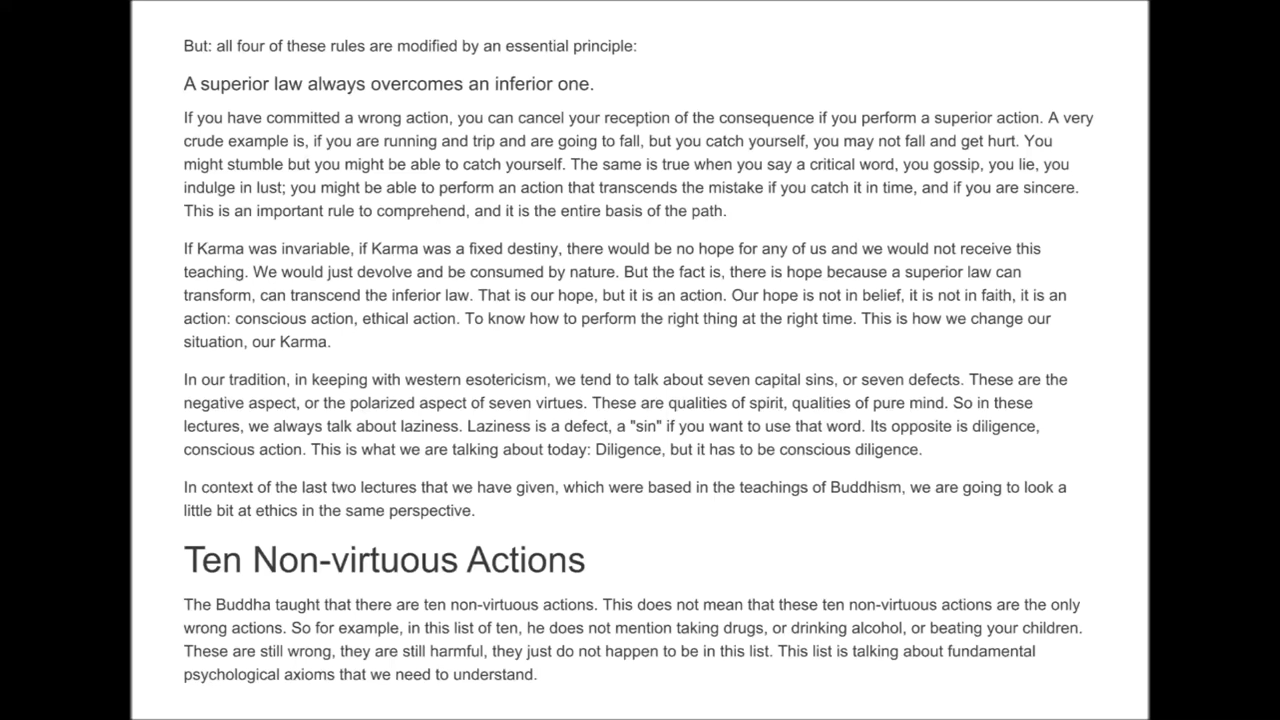 But: all four of these rules are modified by an essential principle:
A superior law always overcomes an inferior one.
If you have committed a wrong action, you can cancel your reception of the consequence if you perform a superior action. A very
crude example is, if you are running and trip and are going to fall, but you catch yourself, you may not fall and get hurt. You
might stumble but you might be able to catch yourself. The same is true when you say a critical word, you gossip, you lie, you
indulge in lust; you might be able to perform an action that transcends the mistake if you catch it in time, and if you are sincere.
This is an important rule to comprehend, and it is the entire basis of the path.
If Karma was invariable, if Karma was a fixed destiny, there would be no hope for any of us and we would not receive this
teaching. We would just devolve and be consumed by nature. But the fact is, there is hope because a superior law can
transform, can transcend the inferior law. That is our hope, but it is an action. Our hope is not in belief, it is not in faith, it is an
action: conscious action, ethical action. To know how to perform the right thing at the right time. This is how we change our
situation, our Karma.
In our tradition, in keeping with western esotericism, we tend to talk about seven capital sins, or seven defects. These are the
negative aspect, or the polarized aspect of seven virtues. These are qualities of spirit, qualities of pure mind. So in these
lectures, we always talk about laziness. Laziness is a defect, a "sin" if you want to use that word. Its opposite is diligence,
conscious action. This is what we are talking about today: Diligence, but it has to be conscious diligence.
In context of the last two lectures that we have given, which were based in the teachings of Buddhism, we are going to look a
little bit at ethics in the same perspective.
Ten Non-virtuous Actions
The Buddha taught that there are ten non-virtuous actions. This does not mean that these ten non-virtuous actions are the only
wrong actions. So for example, in this list of ten, he does not mention taking drugs, or drinking alcohol, or beating your children.
These are still wrong, they are still harmful, they just do not happen to be in this list. This list is talking about fundamental
psychological axioms that we need to understand.